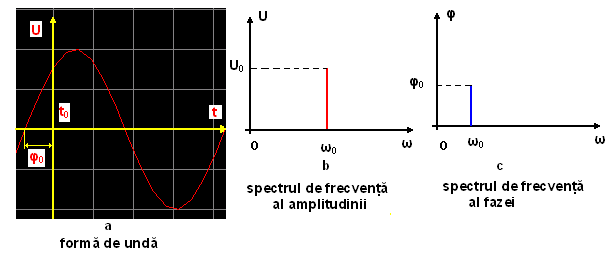 U
t₀
t
φ₀
a
formă de undă
U
U₀
0
ω₀
ω
b
spectrul de frecvență
al amplitudinii
φ
φ₀
0
ω₀
ω
c
spectrul de frecvență
al fazei